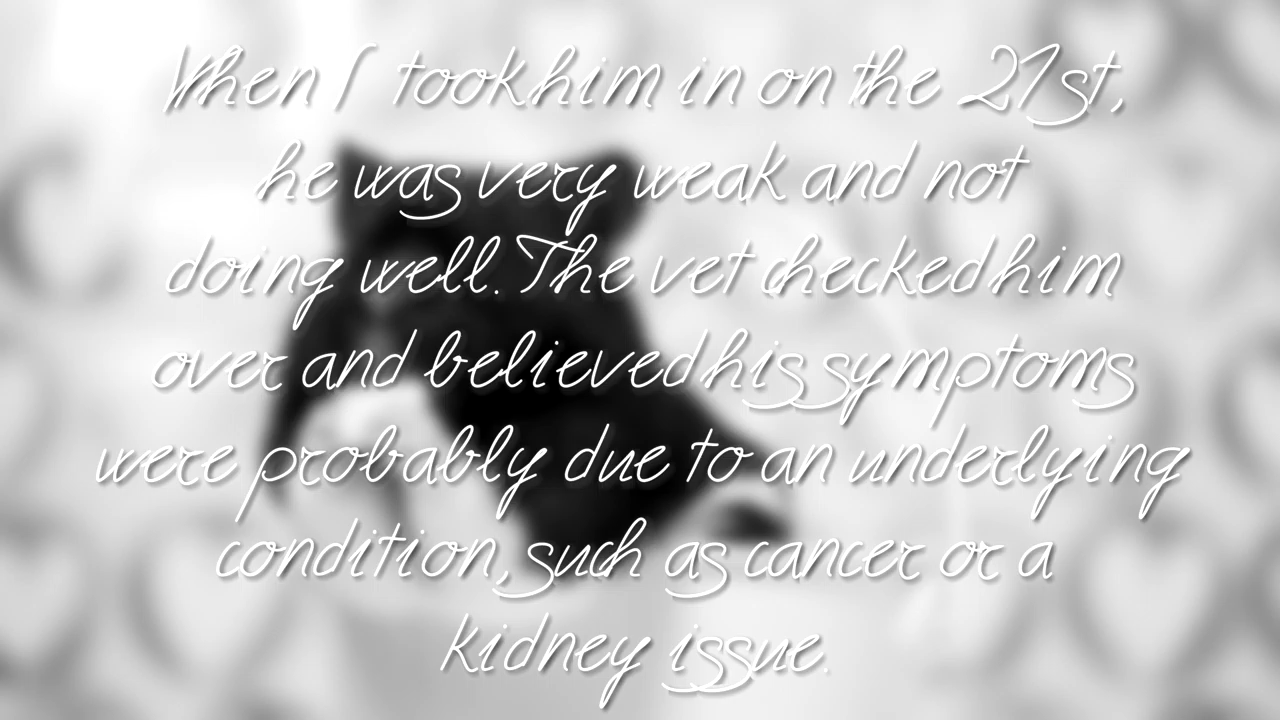 When I took him in on the 21st,
he was very weak and not
doing well. The vet checked him
over and believed his symptoms
were probably due to an underlying
condition, such as cancer or a
kidney issue.